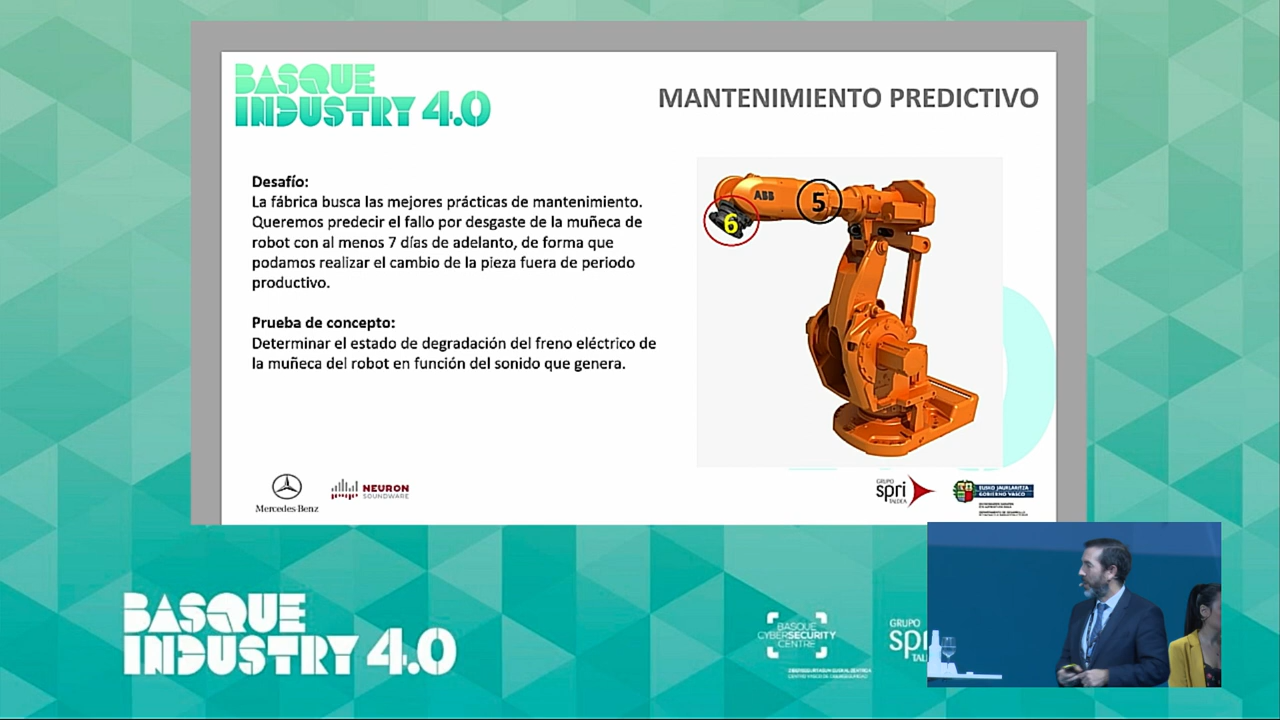 BASQUE
INDUSTRY 4.0
MANTENIMIENTO PREDICTIVO
Desafío:
La fábrica busca las mejores prácticas de mantenimiento.
Queremos predecir el fallo por desgaste de la muñeca de
robot con al menos 7 días de adelanto, de forma que
podamos realizar el cambio de la pieza fuera de periodo
productivo.
Prueba de concepto:
Determinar el estado de degradación del freno eléctrico de
la muñeca del robot en función del sonido que genera.
ABB
5
6
Mercedes-Benz
NEURON
SOUNDWARE
GRUPO
spri
TALDEA
EUSKO JAURLARITZA
GOBIERNO VASCO
BASQUE
INDUSTRY 4.0
BASQUE
CYBERSECURITY
CENTRE
GRUPO
spri